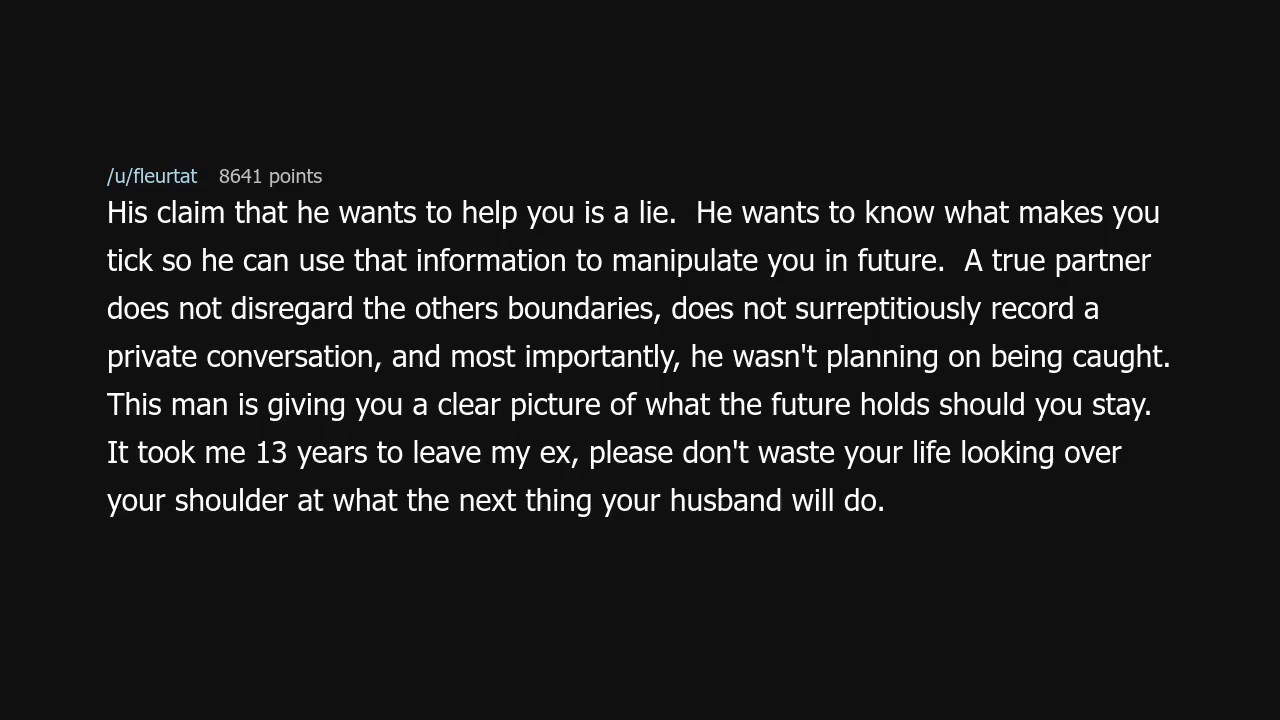 /u/fleurtat 8641 points
His claim that he wants to help you is a lie.  He wants to know what makes you
tick so he can use that information to manipulate you in future.  A true partner
does not disregard the others boundaries, does not surreptitiously record a
private conversation, and most importantly, he wasn't planning on being caught.
This man is giving you a clear picture of what the future holds should you stay.
It took me 13 years to leave my ex, please don't waste your life looking over
your shoulder at what the next thing your husband will do.